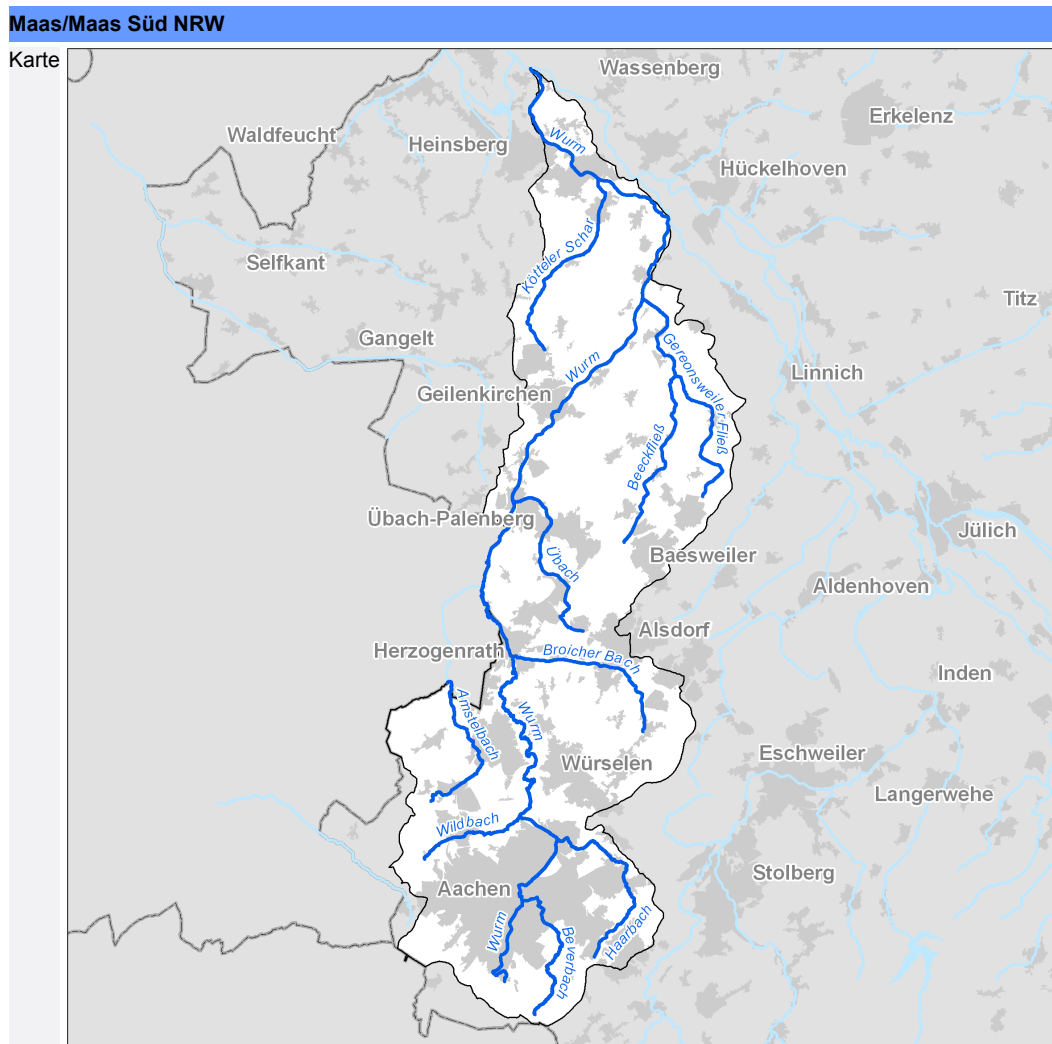 Maas/Maas Süd NRW
Karte
Wassenberg
Erkelenz
Waldfeucht
Heinsberg
Wurm
Hückelhoven
Kötteler Schar
Selfkant
Titz
Gangelt
Gereonsweiler Fließ
Wurm
Linnich
Geilenkirchen
Beeckfließ
Übach-Palenberg
Jülich
Baesweiler
Übach
Aldenhoven
Alsdorf
Herzogenrath
Broicher Bach
Inden
Amstelbach
Wurm
Eschweiler
Würselen
Langerwehe
Wildbach
Stolberg
Aachen
Haarbach
Wurm
Beverbach